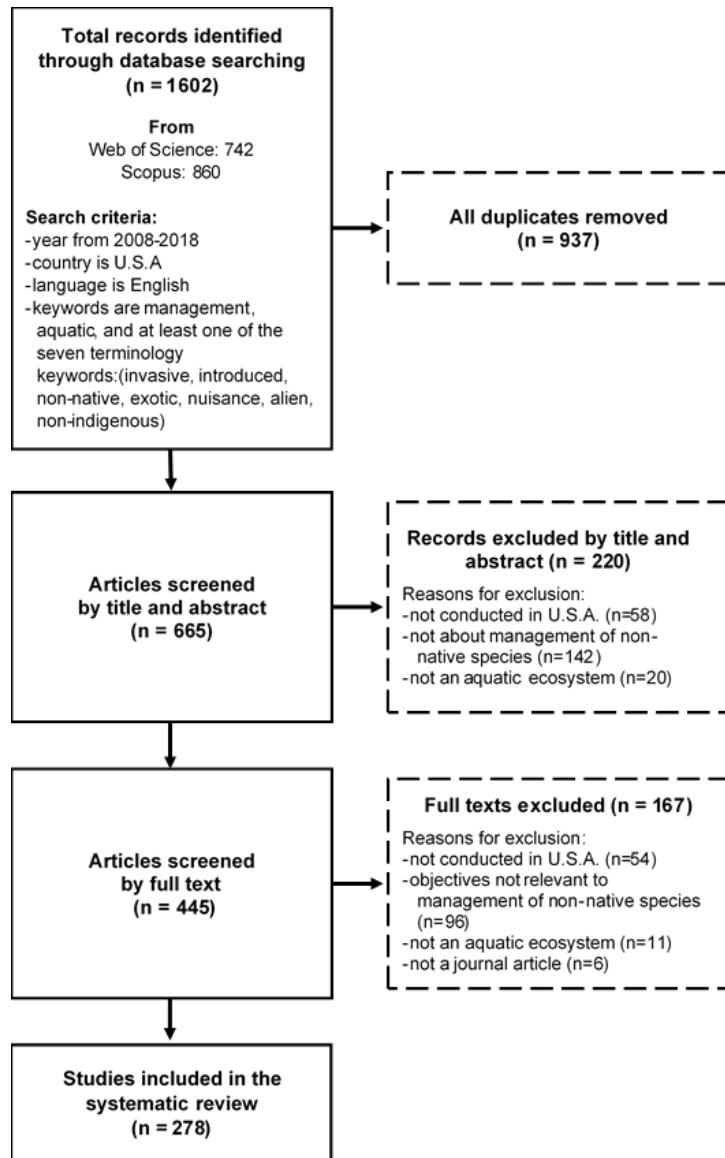 Total records identified
through database searching
(n = 1602)
From
Web of Science: 742
Scopus: 860
Search criteria:
-year from 2008-2018
-country is U.S.A
-language is English
-keywords are management,
aquatic, and at least one of the
seven terminology
keywords:(invasive, introduced,
non-native, exotic, nuisance, alien,
non-indigenous)
All duplicates removed
(n = 937)
Articles screened
by title and abstract
(n = 665)
Records excluded by title and
abstract (n = 220)
Reasons for exclusion:
-not conducted in U.S.A. (n=58)
-not about management of non-
native species (n=142)
-not an aquatic ecosystem (n=20)
Articles screened
by full text
(n = 445)
Full texts excluded (n = 167)
Reasons for exclusion:
-not conducted in U.S.A. (n=54)
-objectives not relevant to
management of non-native species
(n=96)
-not an aquatic ecosystem (n=11)
-not a journal article (n=6)
Studies included in the
systematic review
(n = 278)